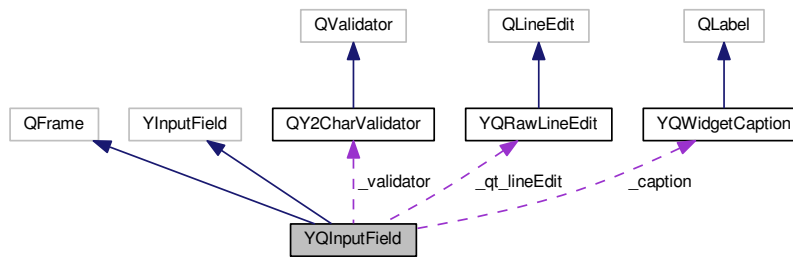 QValidator
QLineEdit
QLabel
QFrame
YInputField
QY2CharValidator
YQRawLineEdit
YQWidgetCaption
_validator
_qt_lineEdit
_caption
YQInputField